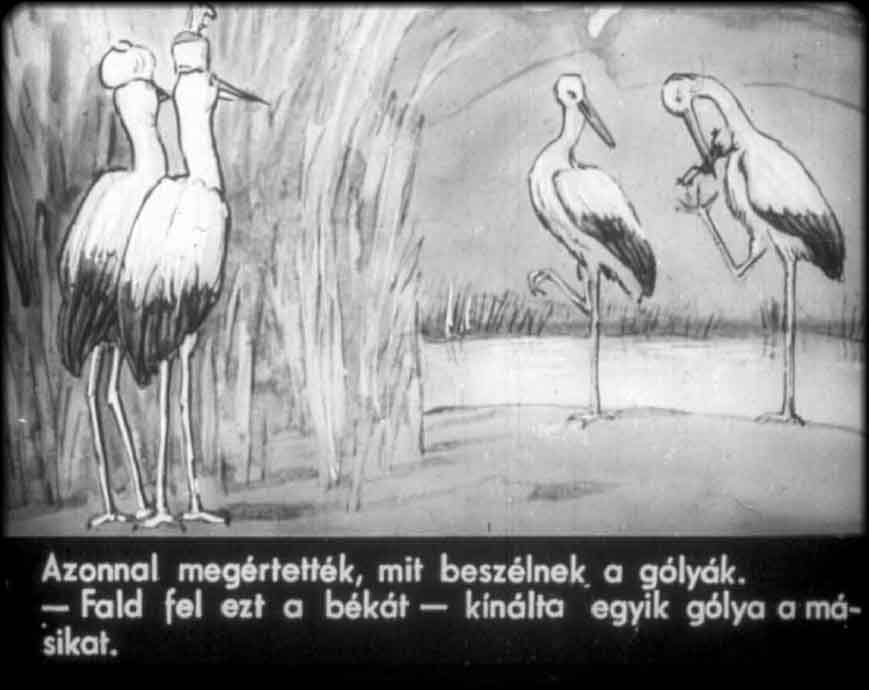 Azonnal megértették, mit beszélnek a gólyák.
— Fald fel ezt a békát — kínálta egyik gólya a má-
sikat.